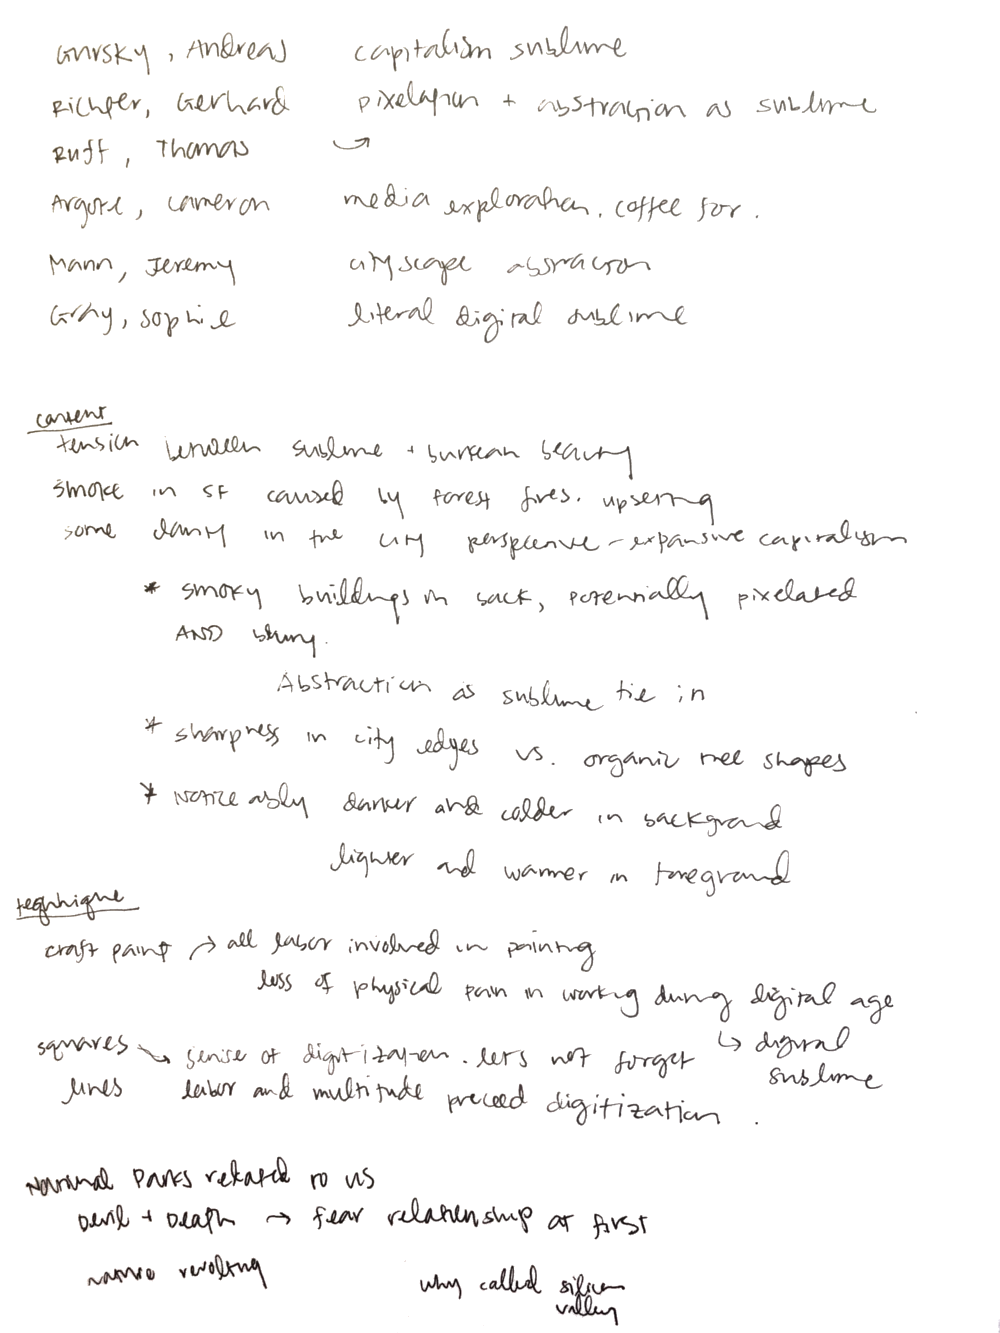 Gursky, Andreas capitalism sublime
Richter, Gerhard pixelation + abstraction as sublime
Ruff, Thomas
Argote, Cameron media exploration. coffee for.
Mann, Jeremy cityscape abstraction
Gray, Sophie literal digital sublime
content
tension between sublime + burkean beauty
smoke in SF caused by forest fires. upsetting
some clarity in the city perspective - expansive capitalism
* smoky buildings in back, potentially pixelated
AND blurry.
Abstraction as sublime tie in
* sharpness in city edges vs. organic tree shapes
* Noticeably darker and colder in background
lighter and warmer in foreground
technique
craft paint → all labor involved in painting
loss of physical pain in working during digital age
squares → sense of digitization. let's not forget ↳ digital
lines labor and multitude preceed digitization. sublime
National Parks related to us
Devil + Death → fear relationship at first
nature revolting why called silicon
valley